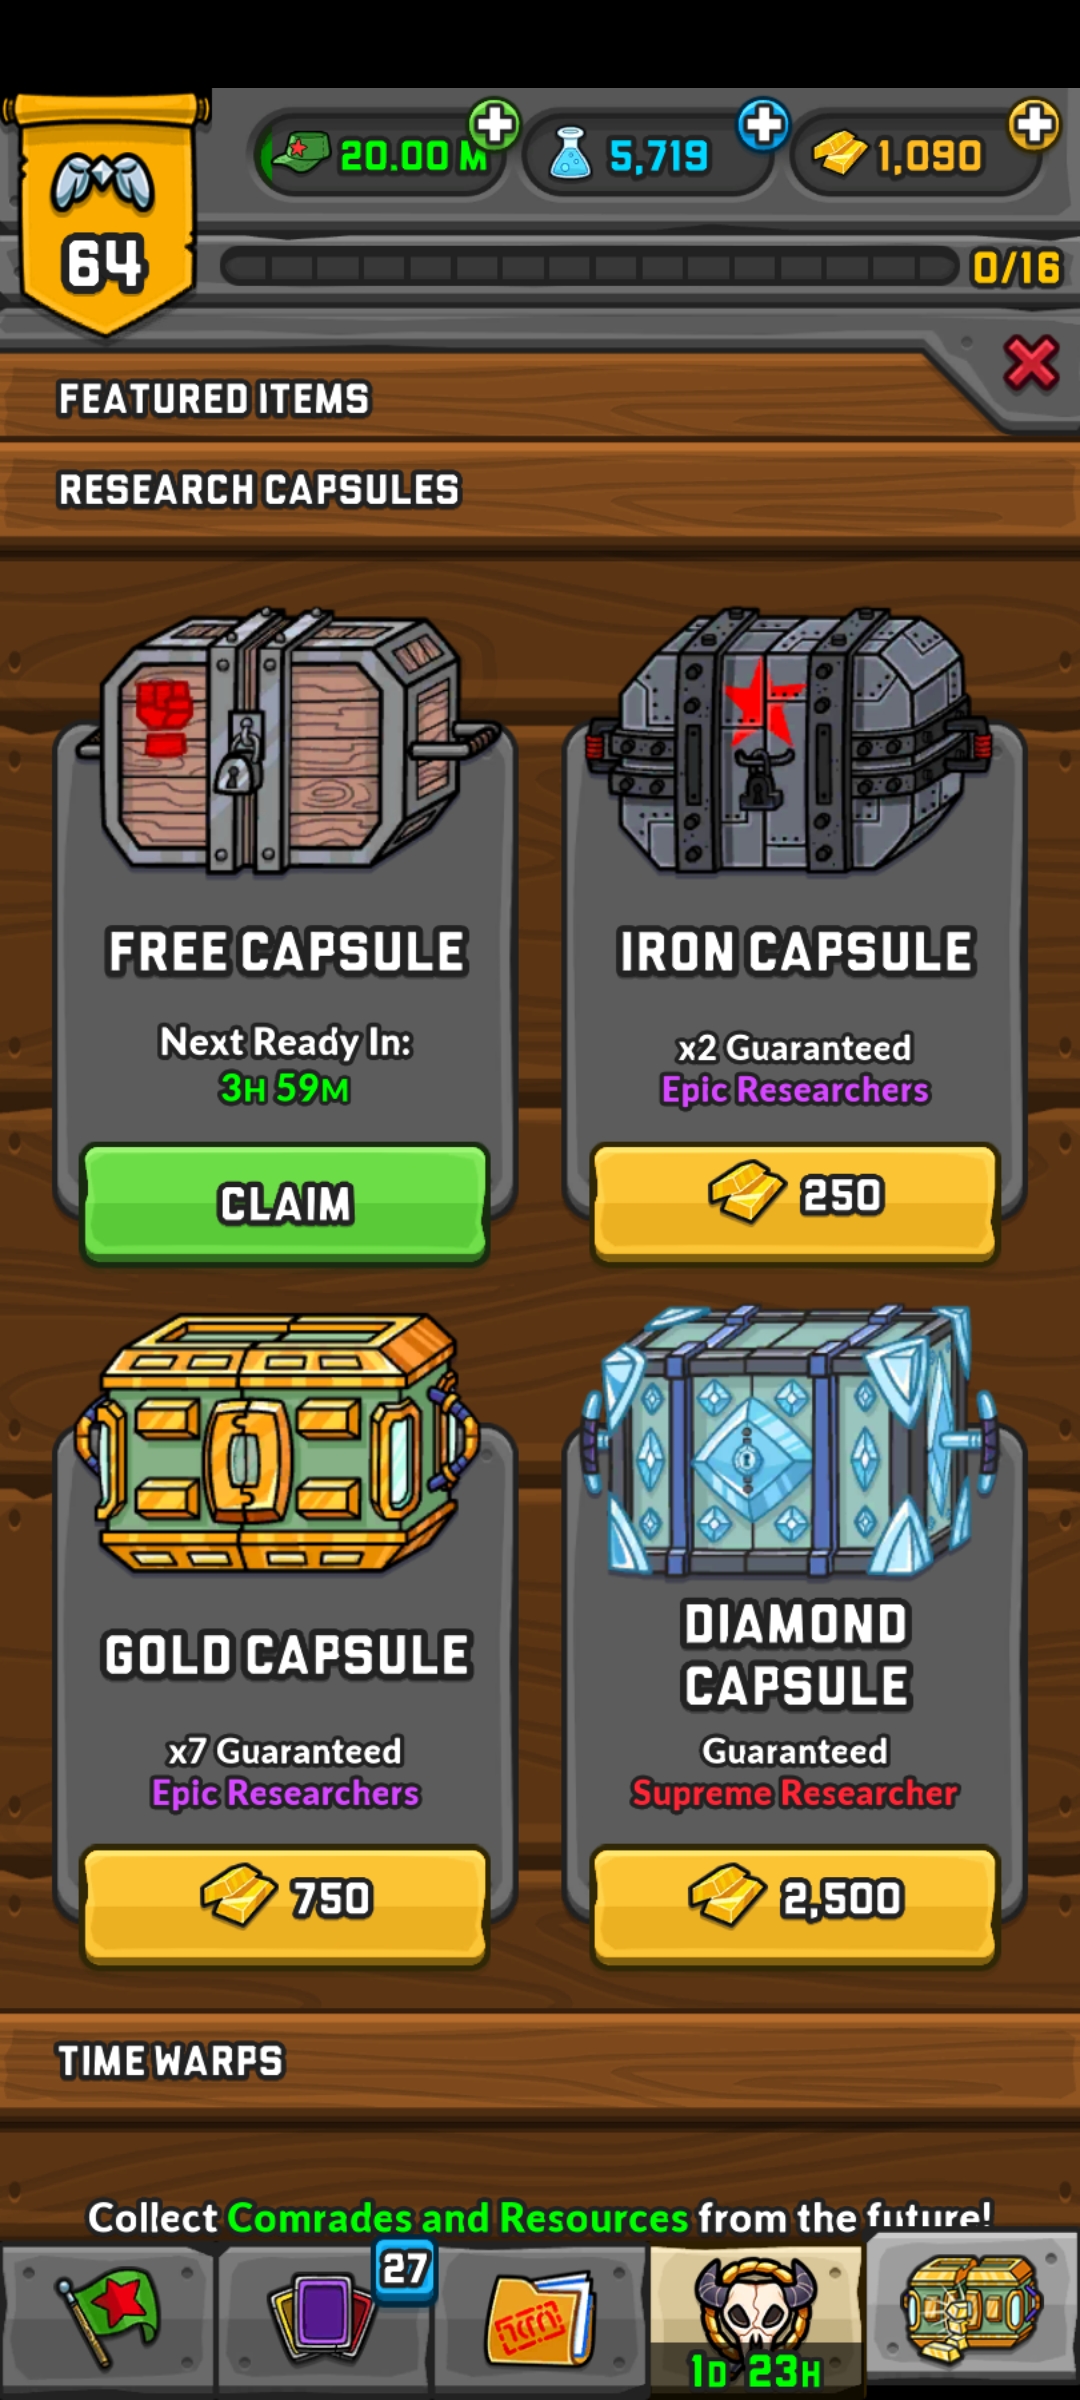 20.00 M
5,719
1,090
64
0/16
FEATURED ITEMS
RESEARCH CAPSULES
FREE CAPSULE
Next Ready In:
3H 59M
CLAIM
IRON CAPSULE
x2 Guaranteed
Epic Researchers
250
GOLD CAPSULE
x7 Guaranteed
Epic Researchers
750
DIAMOND
CAPSULE
Guaranteed
Supreme Researcher
2,500
TIME WARPS
Collect Comrades and Resources from the future!
27
1D 23H